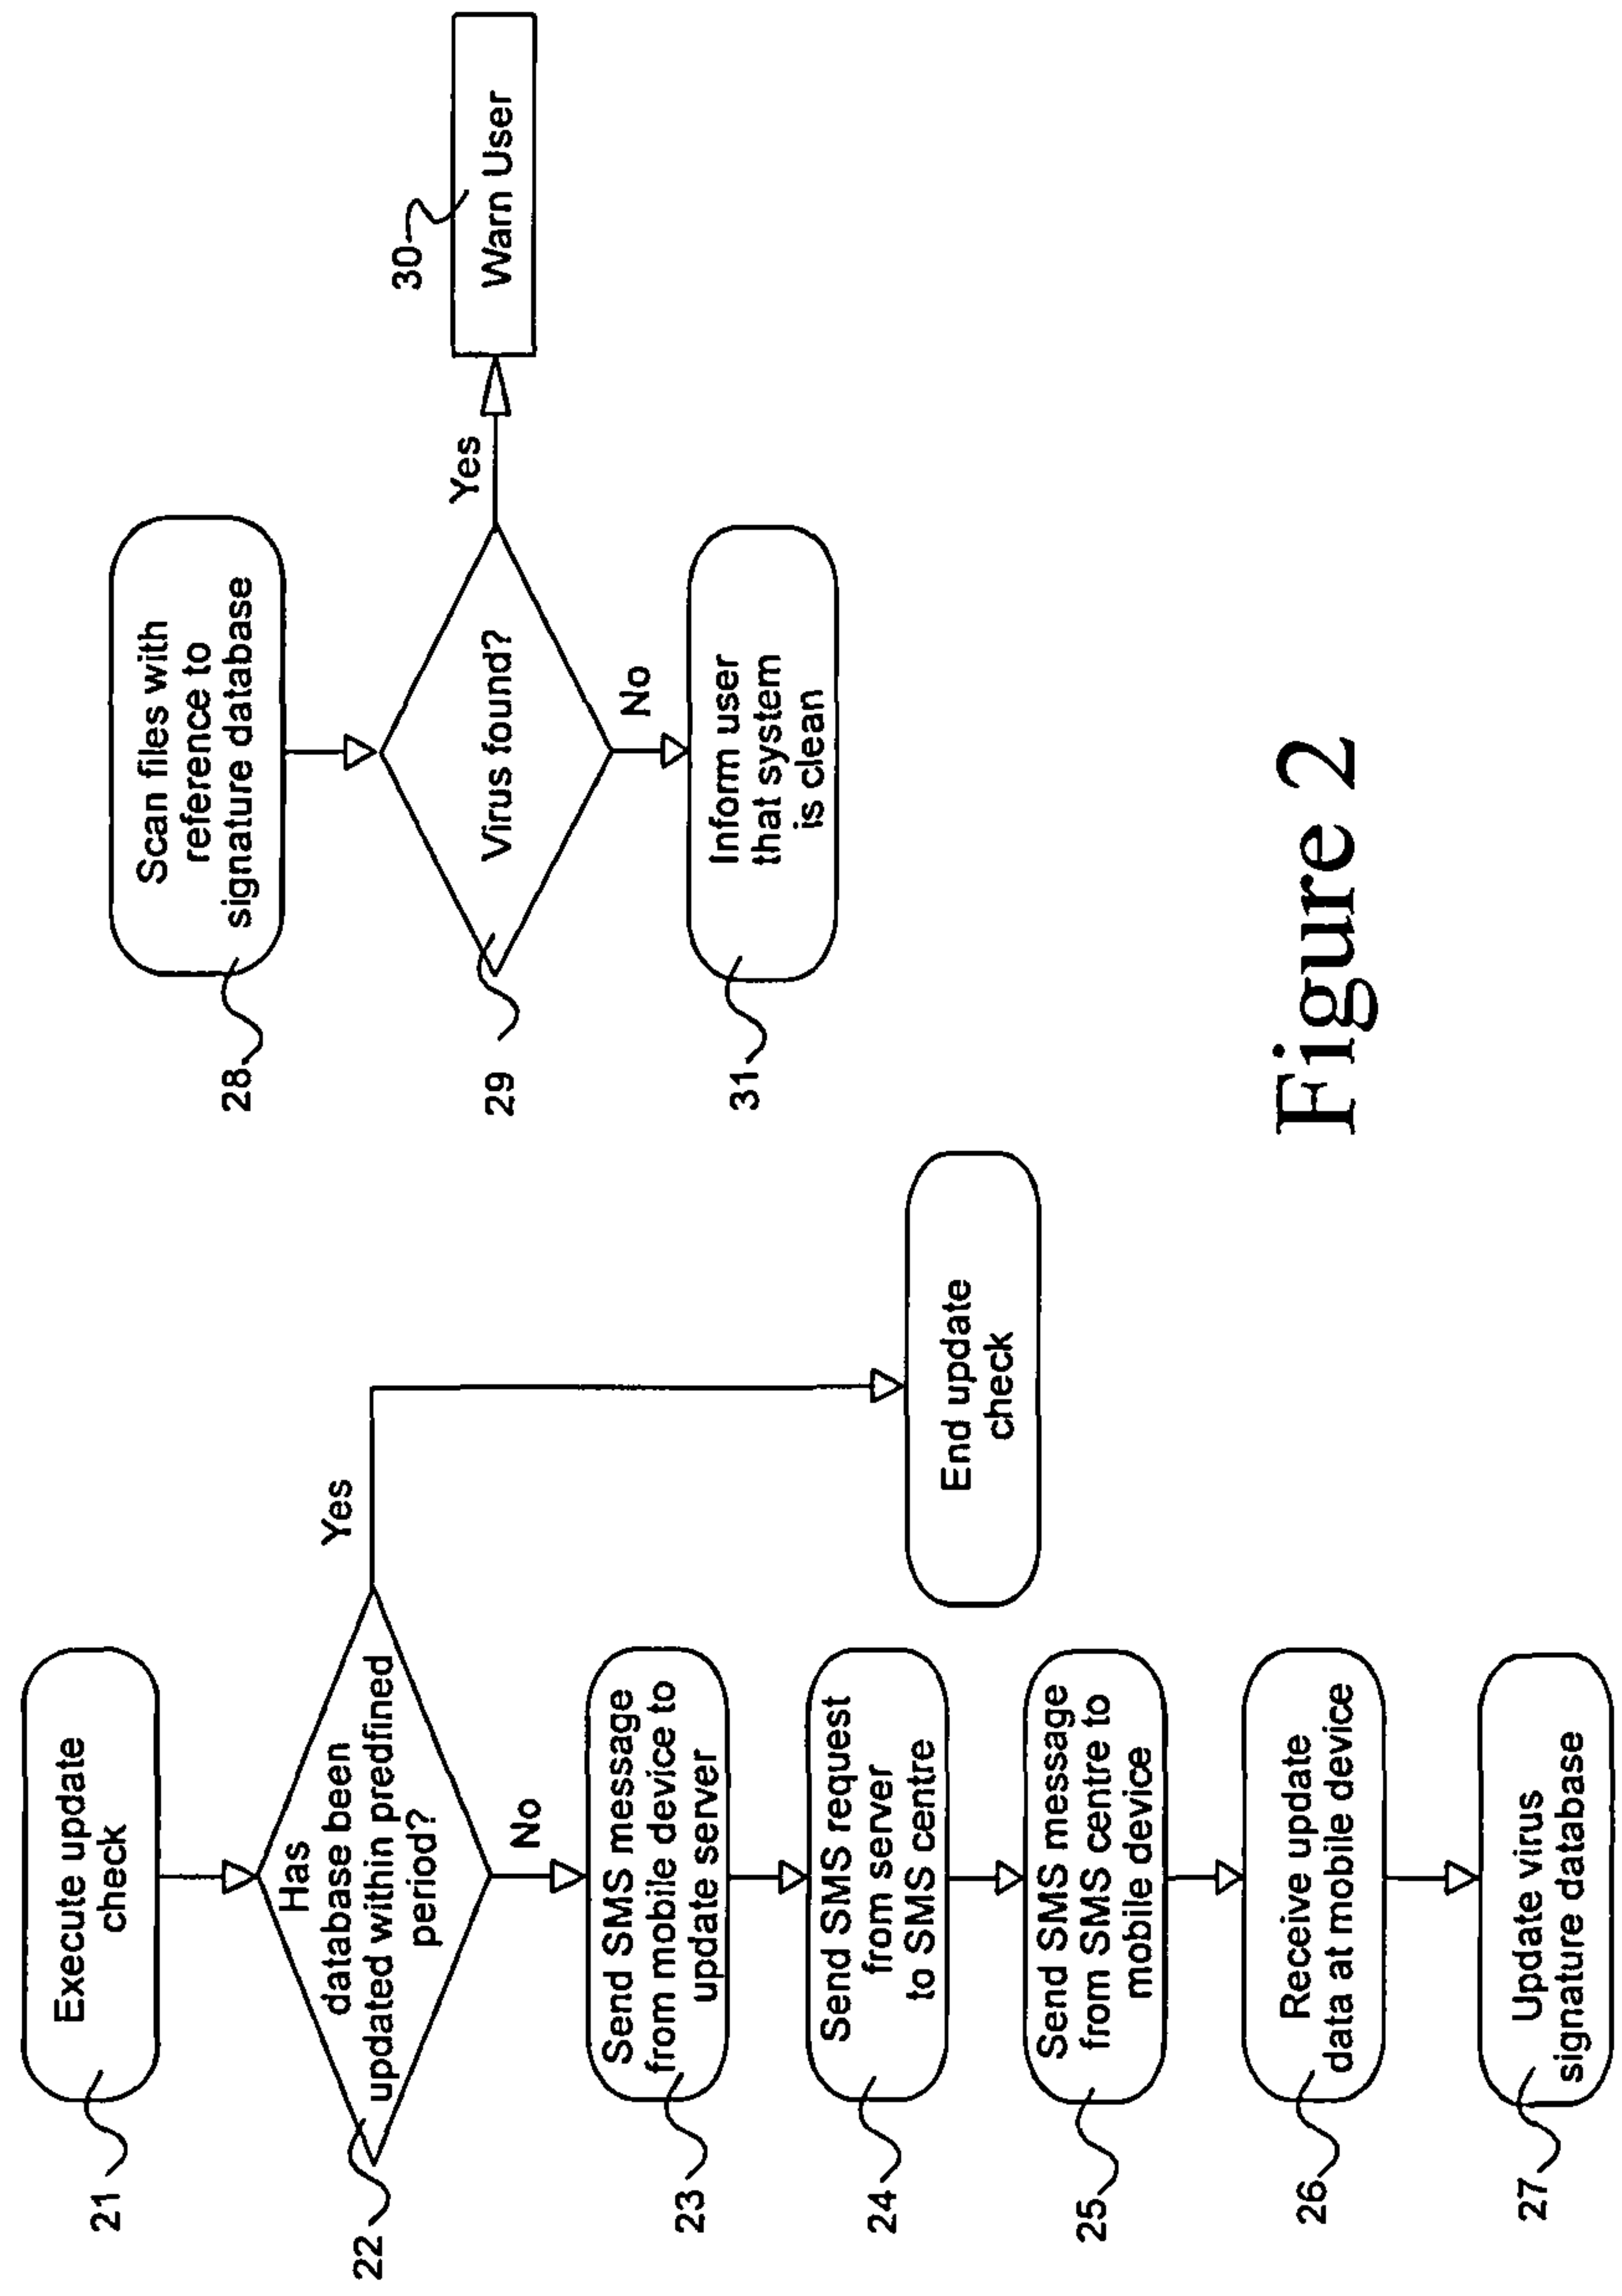 21
Execute update
check
22
Has
database been
updated within predfined
period?
Yes
No
23
Send SMS message
from mobile device to
update server
24
Send SMS request
from server
to SMS centre
25
Send SMS message
from SMS centre to
mobile device
26
Receive update
data at mobile device
27
Update virus
signature database
End update
check
28
Scan files with
reference to
signature database
29
Virus found?
Yes
30
Warn User
No
31
Inform user
that system
is clean
Figure 2